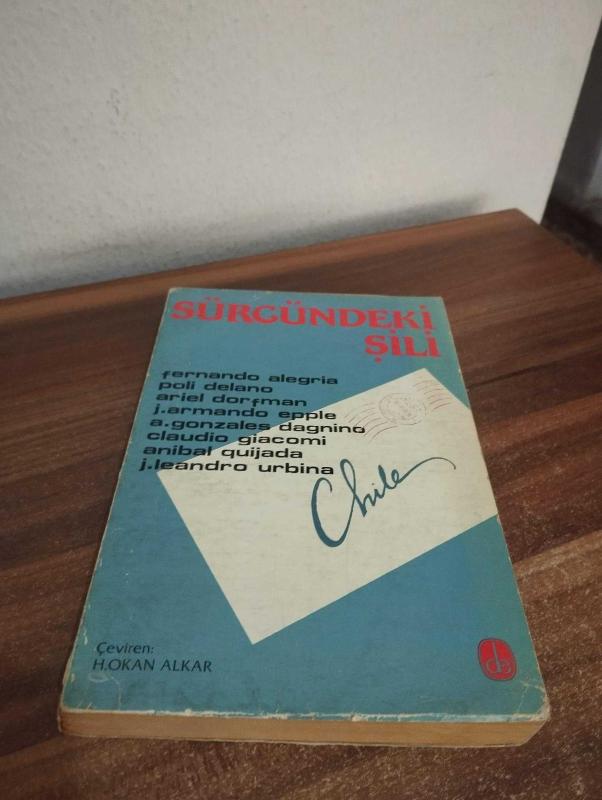 SÜRGÜNDEKİ
ŞİLİ
fernando alegria
poli delano
ariel dorfman
j.armando epple
a.gonzales dagnino
claudio giacomi
anibal quijada
j.leandro urbina
Chile
Çeviren:
H.OKAN ALKAR
de